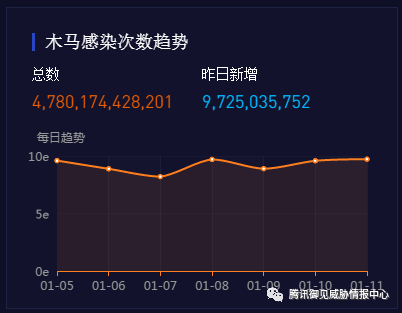 木马感染次数趋势
总数 昨日新增
4,780,174,428,201 9,725,035,752
每日趋势
10e
5e
0e
01-05 01-06 01-07 01-08 01-09 01-10 01-11
腾讯御见威胁情报中心